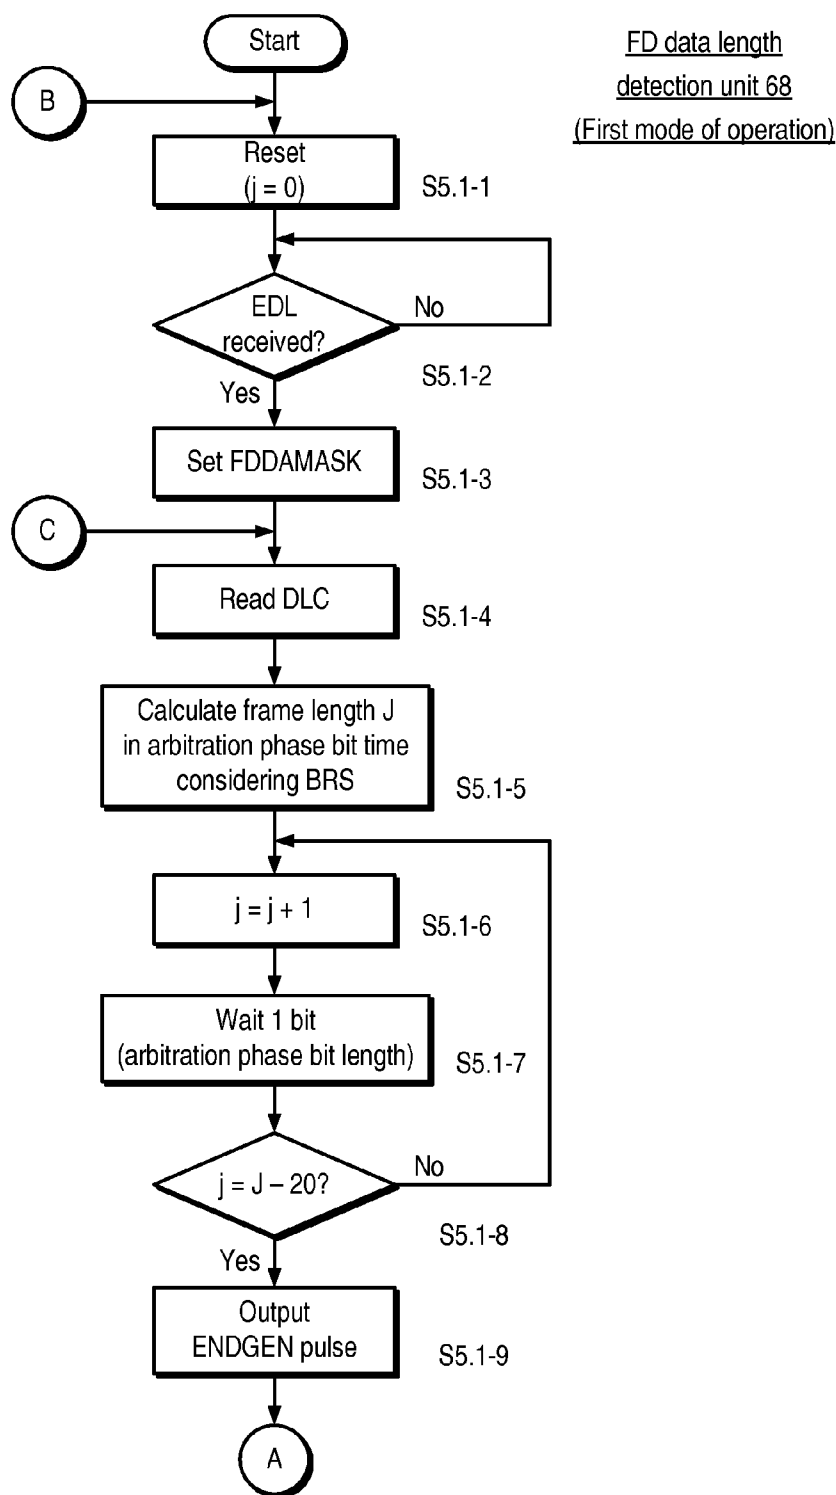 Start
FD data length
detection unit 68
(First mode of operation)
B
Reset
(j = 0)
S5.1-1
EDL
received?
No
S5.1-2
Yes
Set FDDAMASK
S5.1-3
C
Read DLC
S5.1-4
Calculate frame length J
in arbitration phase bit time
considering BRS
S5.1-5
j = j + 1
S5.1-6
Wait 1 bit
(arbitration phase bit length)
S5.1-7
j = J – 20?
No
S5.1-8
Yes
Output
ENDGEN pulse
S5.1-9
A